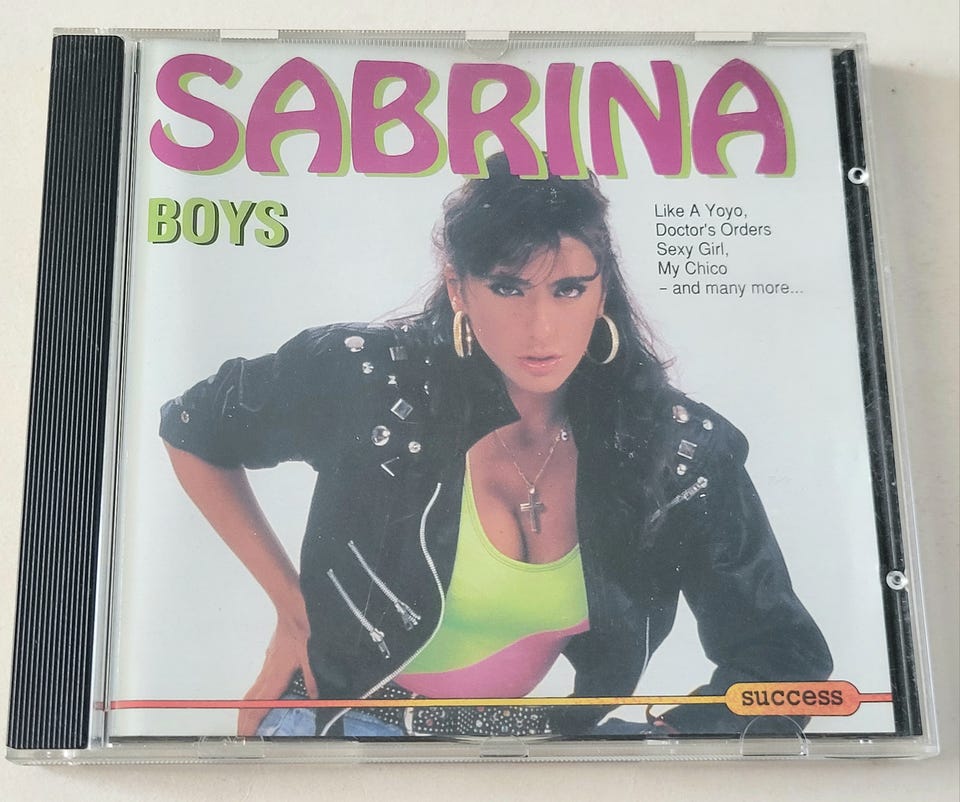 SABRINA
BOYS
Like A Yoyo,
Doctor's Orders
Sexy Girl,
My Chico
- and many more...
success